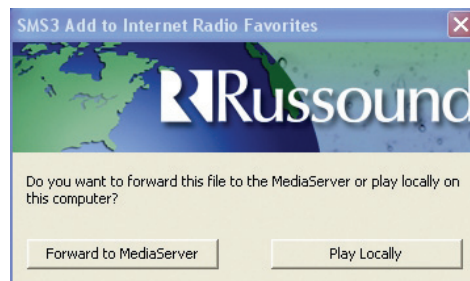 SMS3 Add to Internet Radio Favorites
Russound
Do you want to forward this file to the MediaServer or play locally on
this computer?
Forward to MediaServer
Play Locally